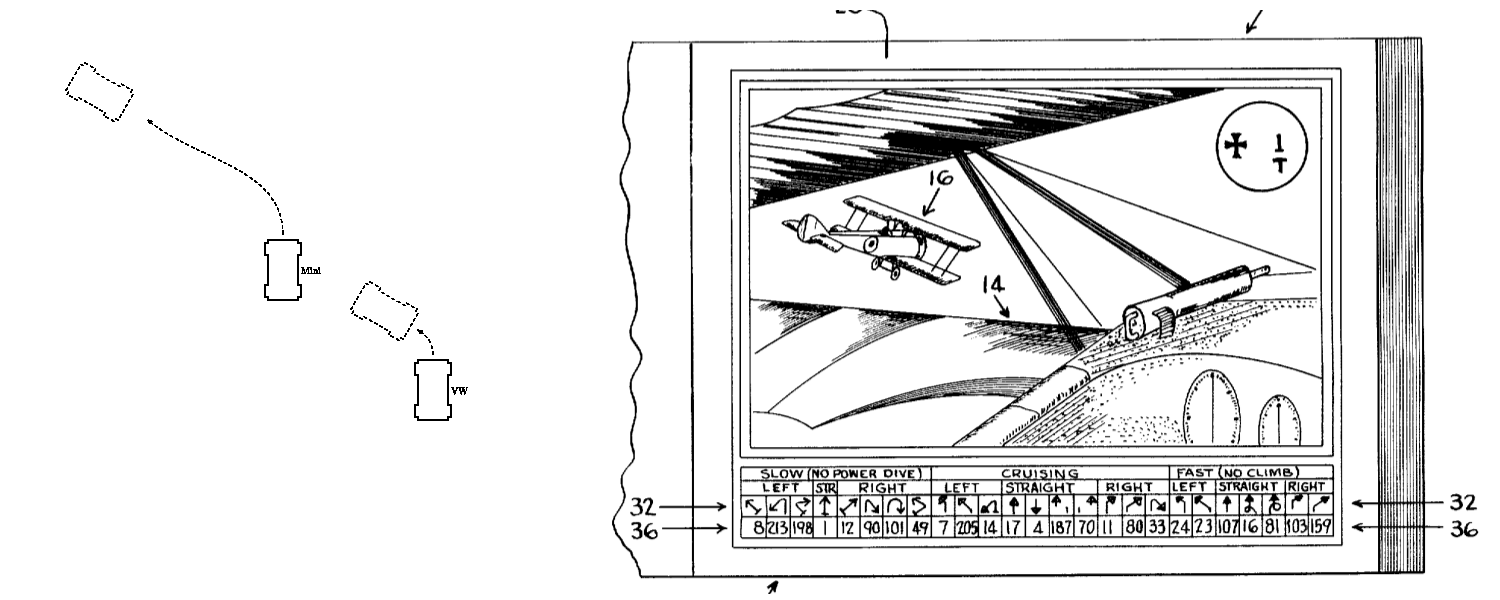 Mini
VW
16
14
1
T
SLOW (NO POWER DIVE) CRUISING FAST (NO CLIMB)
LEFT STR RIGHT LEFT STRAIGHT RIGHT LEFT STRAIGHT RIGHT
32 32
36 8 213 198 1 12 90 101 49 7 205 14 17 4 187 70 11 80 33 24 23 107 16 81 103 159 36